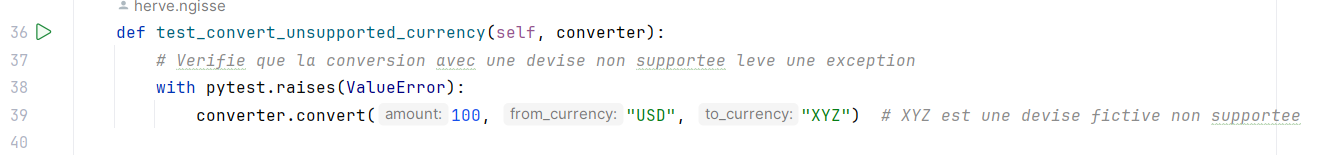 herve.ngisse
36 def test_convert_unsupported_currency(self, converter):
37 # Verifie que la conversion avec une devise non supportee leve une exception
38 with pytest.raises(ValueError):
39 converter.convert( amount: 100, from_currency: "USD", to_currency: "XYZ") # XYZ est une devise fictive non supportee
40